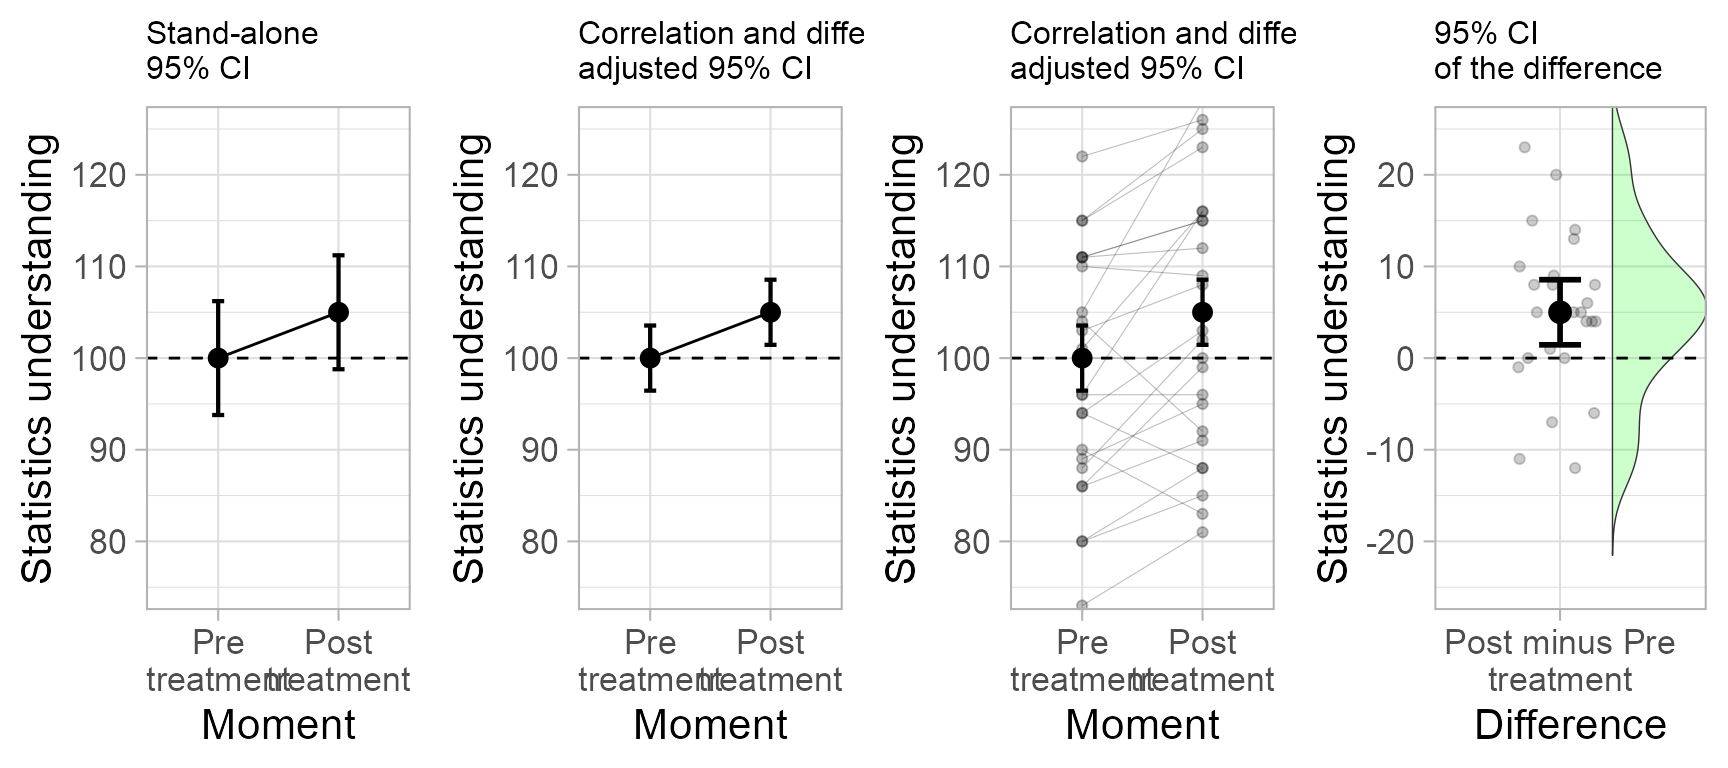 Stand-alone
95% CI
Correlation and diffe
adjusted 95% CI
Correlation and diffe
adjusted 95% CI
95% CI
of the difference
Statistics understanding
120
110
100
90
80
Pre
treatment
Post
treatment
Moment
Statistics understanding
120
110
100
90
80
Pre
treatment
Post
treatment
Moment
Statistics understanding
120
110
100
90
80
Pre
treatment
Post
treatment
Moment
Statistics understanding
20
10
0
-10
-20
Post minus Pre
treatment
Difference